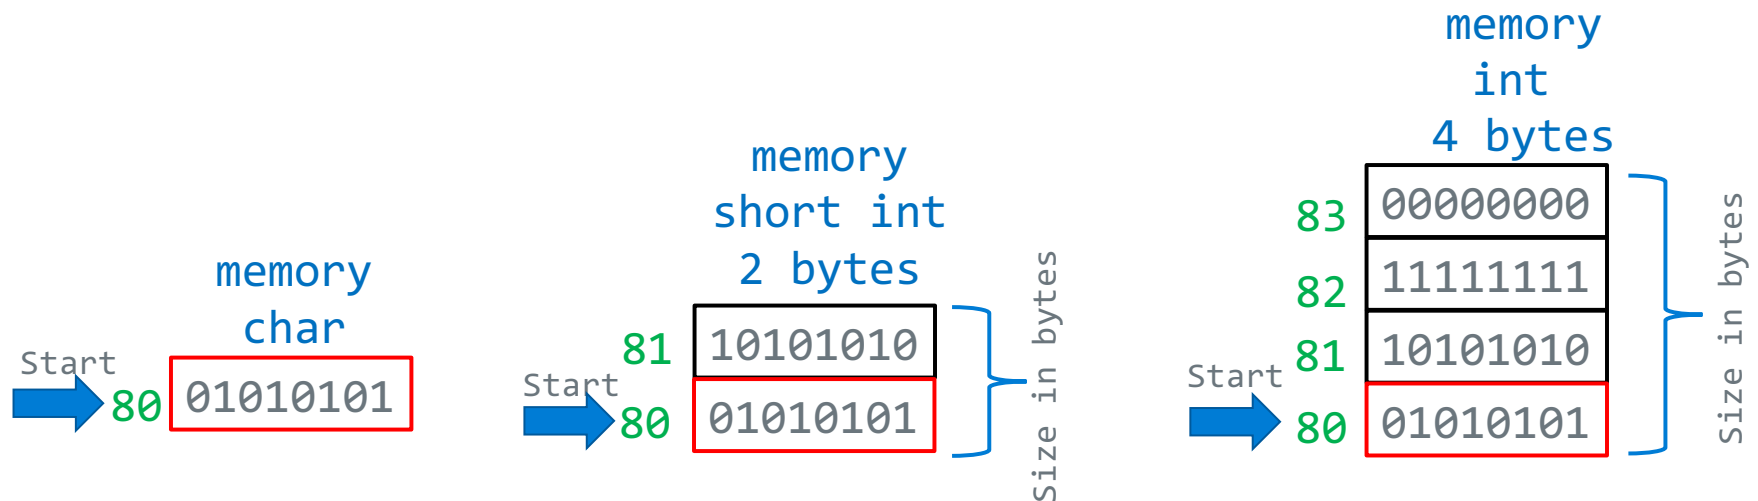 memory
char
Start
80 01010101
memory
short int
2 bytes
81 10101010
Start
80 01010101
Size in bytes
memory
int
4 bytes
83 00000000
82 11111111
81 10101010
Start
80 01010101
Size in bytes